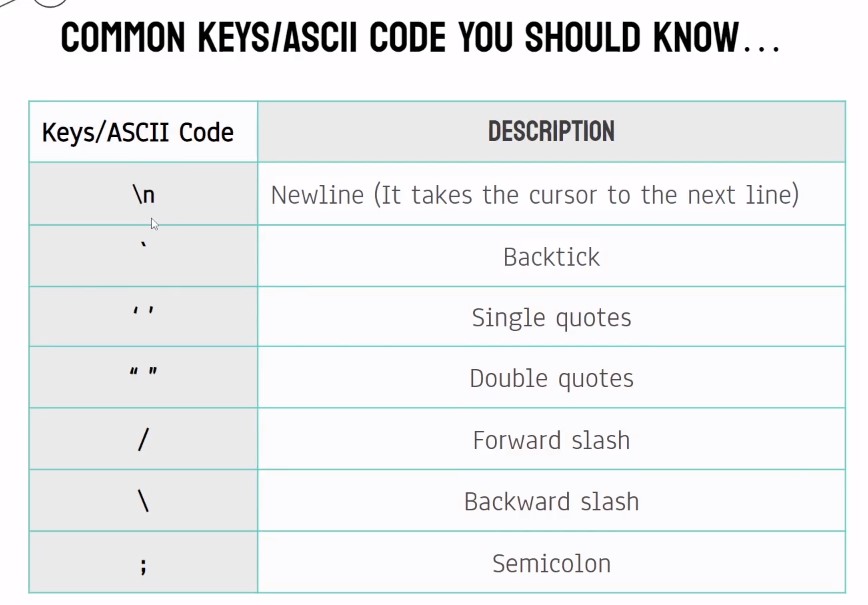 COMMON KEYS/ASCII CODE YOU SHOULD KNOW...
Keys/ASCII Code DESCRIPTION
\n Newline (It takes the cursor to the next line)
` Backtick
‘ ’ Single quotes
“ ” Double quotes
/ Forward slash
\ Backward slash
; Semicolon